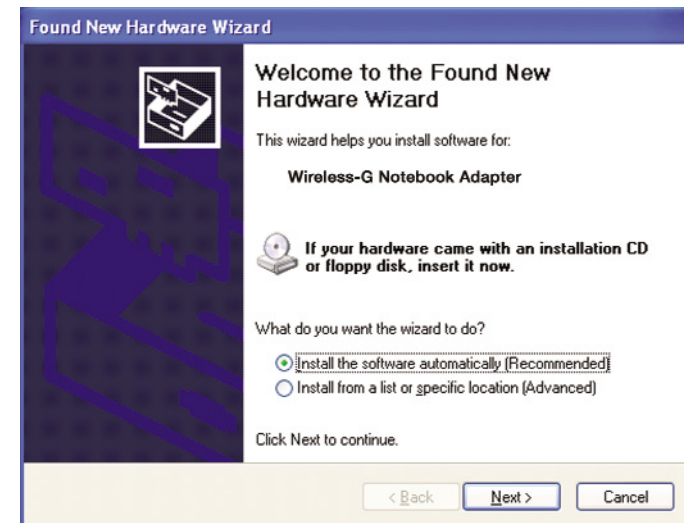 Found New Hardware Wizard
Welcome to the Found New
Hardware Wizard
This wizard helps you install software for:
Wireless-G Notebook Adapter
If your hardware came with an installation CD
or floppy disk, insert it now.
What do you want the wizard to do?
Install the software automatically (Recommended)
Install from a list or specific location (Advanced)
Click Next to continue.
< Back Next > Cancel